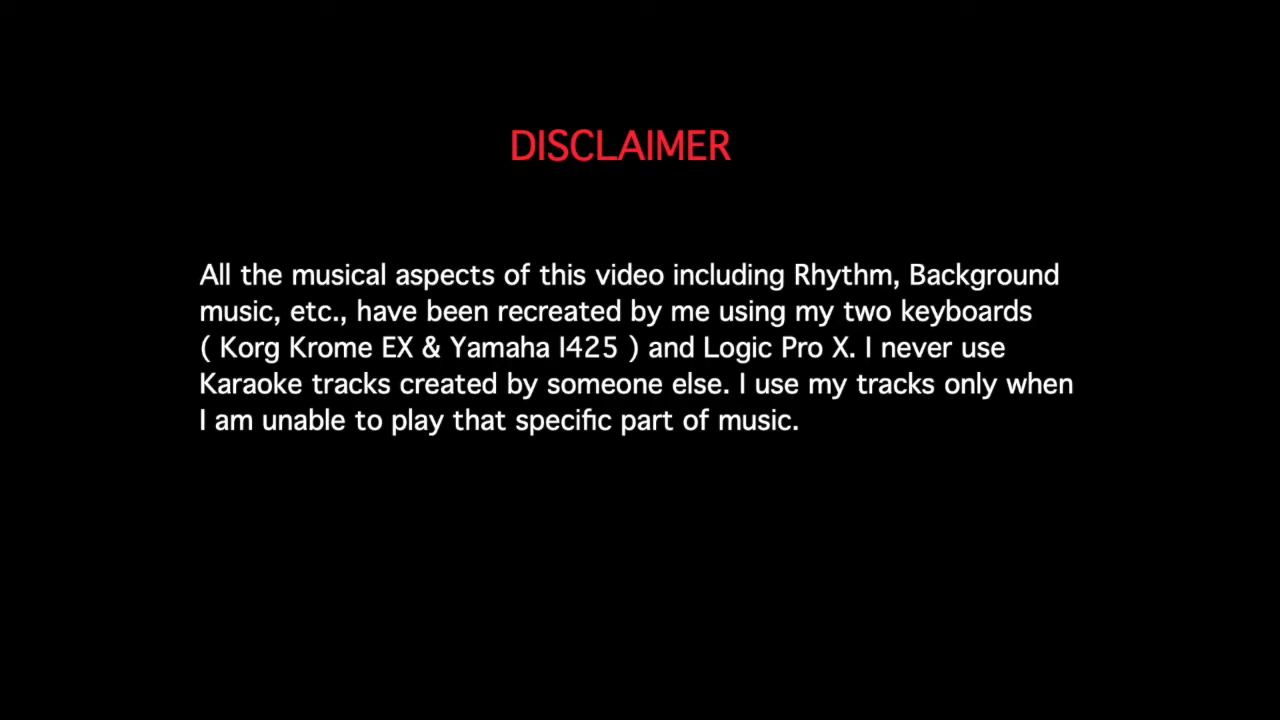 DISCLAIMER
All the musical aspects of this video including Rhythm, Background
music, etc., have been recreated by me using my two keyboards
( Korg Krome EX & Yamaha I425 ) and Logic Pro X. I never use
Karaoke tracks created by someone else. I use my tracks only when
I am unable to play that specific part of music.